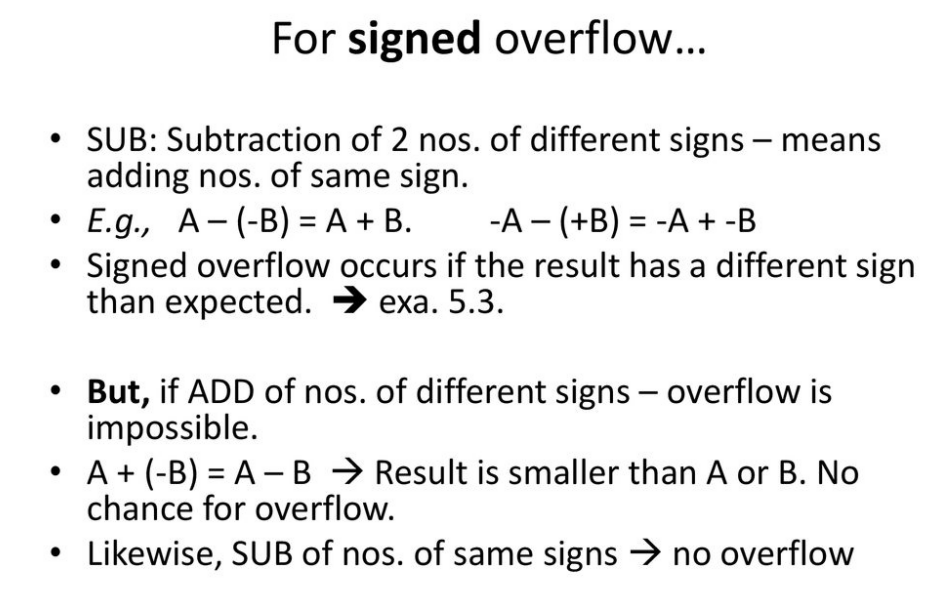 For signed overflow...
• SUB: Subtraction of 2 nos. of different signs – means
adding nos. of same sign.
• E.g., A – (-B) = A + B. -A – (+B) = -A + -B
• Signed overflow occurs if the result has a different sign
than expected. ➔ exa. 5.3.
• But, if ADD of nos. of different signs – overflow is
impossible.
• A + (-B) = A – B → Result is smaller than A or B. No
chance for overflow.
• Likewise, SUB of nos. of same signs → no overflow